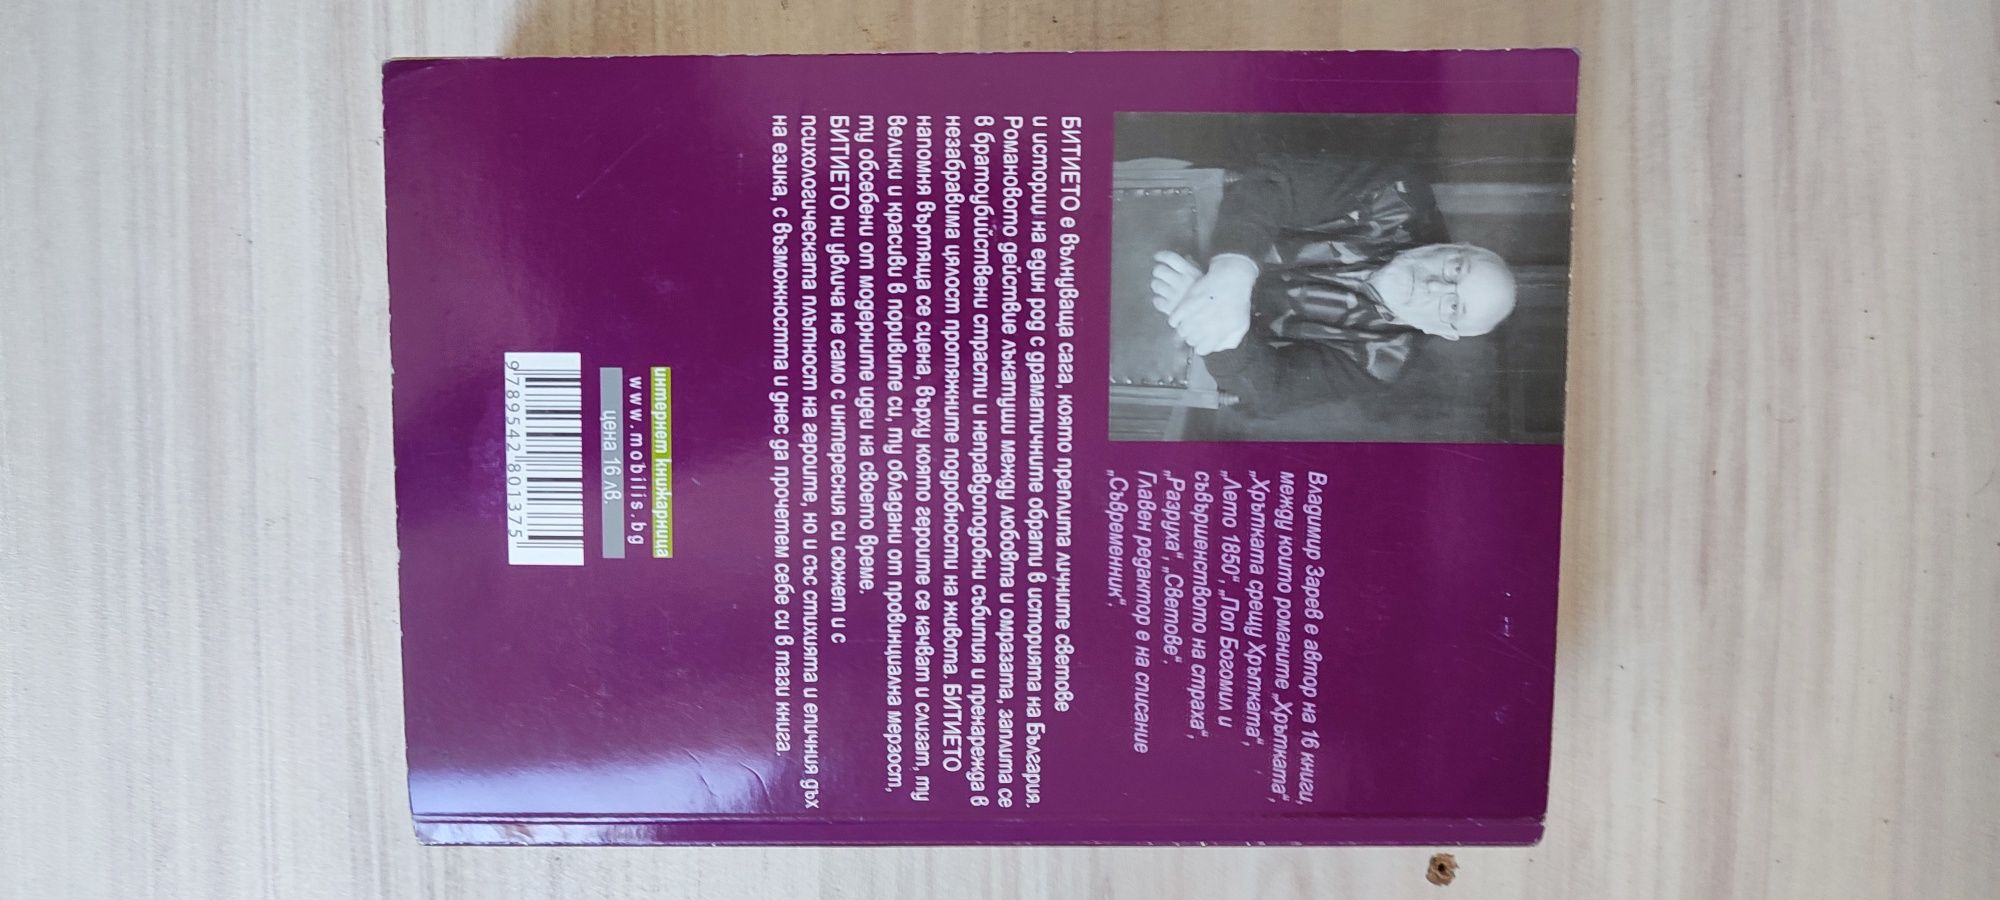 Владимир Зарев е автор на 16 книги,
между които романите „Хрътката“,
„Хрътката срещу Хрътката“,
„Лето 1850“, „Поп Богомил и
съвършенството на страха“,
„Разруха“, „Светове“.
Главен редактор е на списание
„Съвременник“.
БИТИЕТО е вълнуваща сага, която преплита личните светове
и истории на един род с драматичните обрати в историята на България.
Романовото действие лъкатуши между любовта и омразата, заплита се
в братоубийствени страсти и неправдоподобни събития и пренарежда в
незабравима цялост протяжните подробности на живота. БИТИЕТО
напомня въртяща се сцена, върху която героите се качват и слизат, ту
велики и красиви в поривите си, ту обладани от провинциална мерзост,
ту обсебени от модерните идеи на своето време.
БИТИЕТО ни увлича не само с интересния си сюжет и с
психологическата плътност на героите, но и със стихията и епичния дъх
на езика, с възможността и днес да прочетем себе си в тази книга.
интернет книжарница
www.mobilis.bg
цена 16 лв.
9789542801375